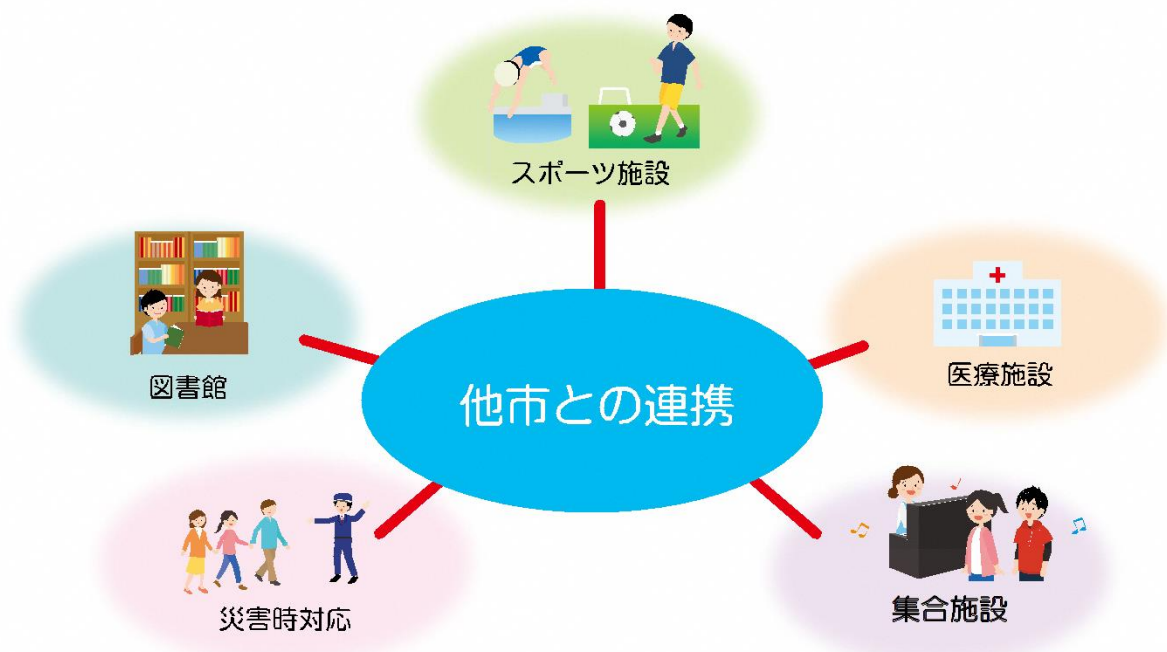 スポーツ施設
図書館
医療施設
他市との連携
災害時対応
集合施設